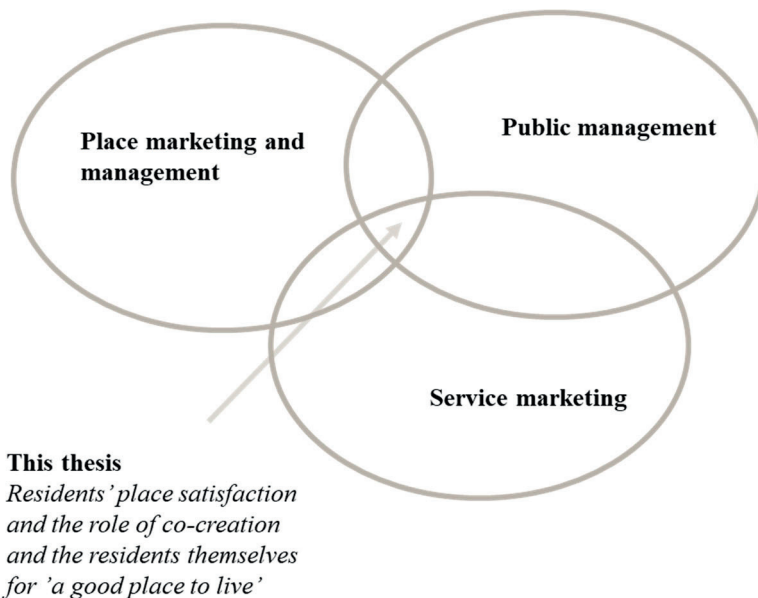 Place marketing and
management
Public management
Service marketing
This thesis
Residents’ place satisfaction
and the role of co-creation
and the residents themselves
for ’a good place to live’